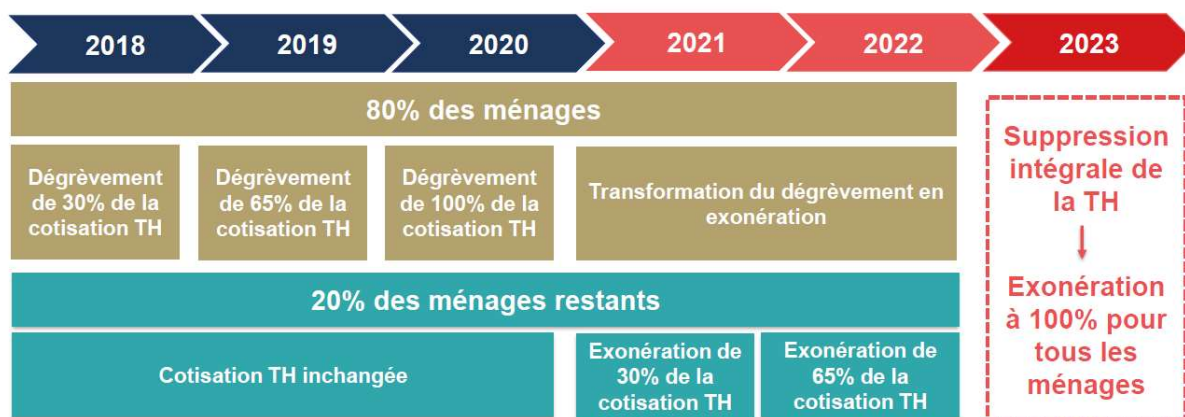 2018
2019
2020
2021
2022
2023
80% des ménages
Dégrèvement
de 30% de la
cotisation TH
Dégrèvement
de 65% de la
cotisation TH
Dégrèvement
de 100% de la
cotisation TH
Transformation du dégrèvement en
exonération
20% des ménages restants
Cotisation TH inchangée
Exonération de
30% de la
cotisation TH
Exonération de
65% de la
cotisation TH
Suppression
intégrale de
la TH
Exonération
à 100% pour
tous les
ménages